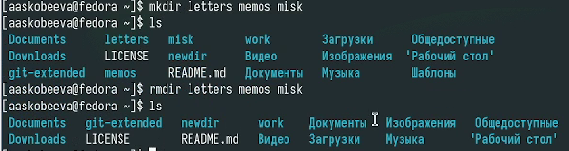 [aaskobeeva@fedora ~]$ mkdir letters memos misk
[aaskobeeva@fedora ~]$ ls
Documents letters misk work Загрузки Общедоступные
Downloads LICENSE newdir Видео Изображения 'Рабочий стол'
git-extended memos README.md Документы Музыка Шаблоны
[aaskobeeva@fedora ~]$ rmdir letters memos misk
[aaskobeeva@fedora ~]$ ls
Documents git-extended newdir work Документы Изображения Общедоступные
Downloads LICENSE README.md Видео Загрузки Музыка 'Рабочий стол'